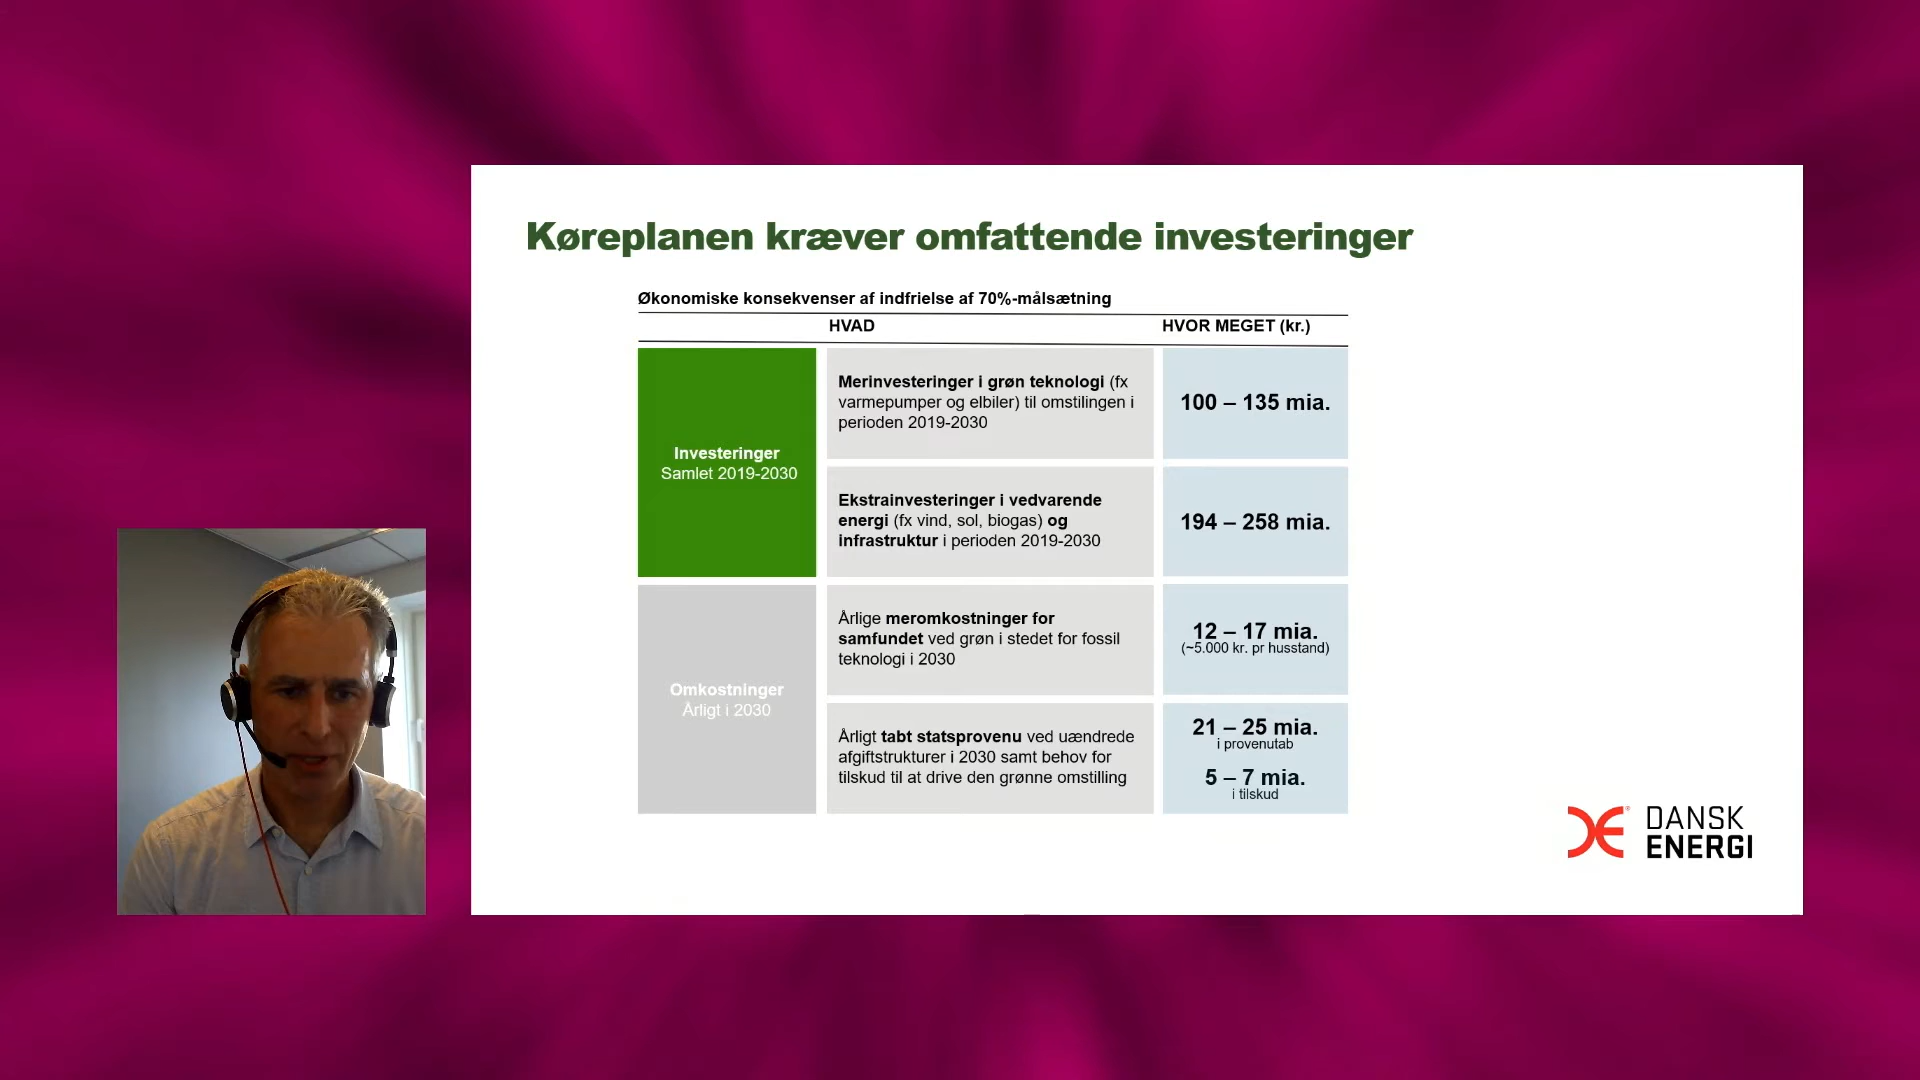 Køreplanen kræver omfattende investeringer
Økonomiske konsekvenser af indfrielse af 70%-målsætning
HVAD
HVOR MEGET (kr.)
Investeringer
Samlet 2019-2030
Merinvesteringer i grøn teknologi (fx
varmepumper og elbiler) til omstilingen i
perioden 2019-2030
100 – 135 mia.
Ekstrainvesteringer i vedvarende
energi (fx vind, sol, biogas) og
infrastruktur i perioden 2019-2030
194 – 258 mia.
Omkostninger
Årligt i 2030
Årlige meromkostninger for
samfundet ved grøn i stedet for fossil
teknologi i 2030
12 – 17 mia.
(~5.000 kr. pr husstand)
Årligt tabt statsprovenu ved uændrede
afgiftstrukturer i 2030 samt behov for
tilskud til at drive den grønne omstilling
21 – 25 mia.
i provenutab
5 – 7 mia.
i tilskud
DANSK
ENERGI